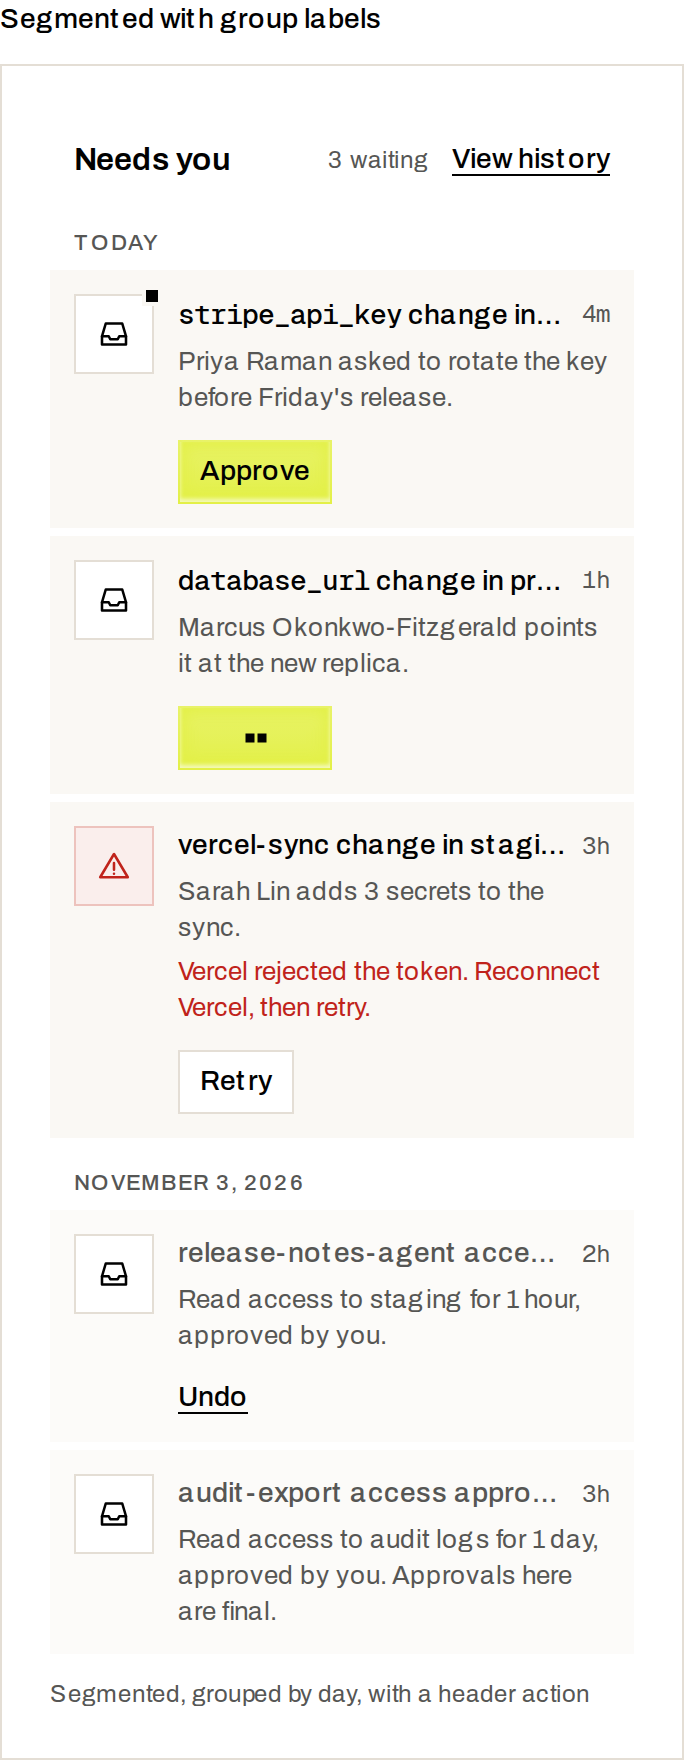 Segmented with group labels
Needs you
3 waiting
View history
TODAY
stripe_api_key change in...
4m
Priya Raman asked to rotate the key
before Friday's release.
Approve
database_url change in pr...
1h
Marcus Okonkwo-Fitzgerald points
it at the new replica.
vercel-sync change in stagi...
3h
Sarah Lin adds 3 secrets to the
sync.
Vercel rejected the token. Reconnect
Vercel, then retry.
Retry
NOVEMBER 3, 2026
release-notes-agent acce...
2h
Read access to staging for 1 hour,
approved by you.
Undo
audit-export access appro...
3h
Read access to audit logs for 1 day,
approved by you. Approvals here
are final.
Segmented, grouped by day, with a header action